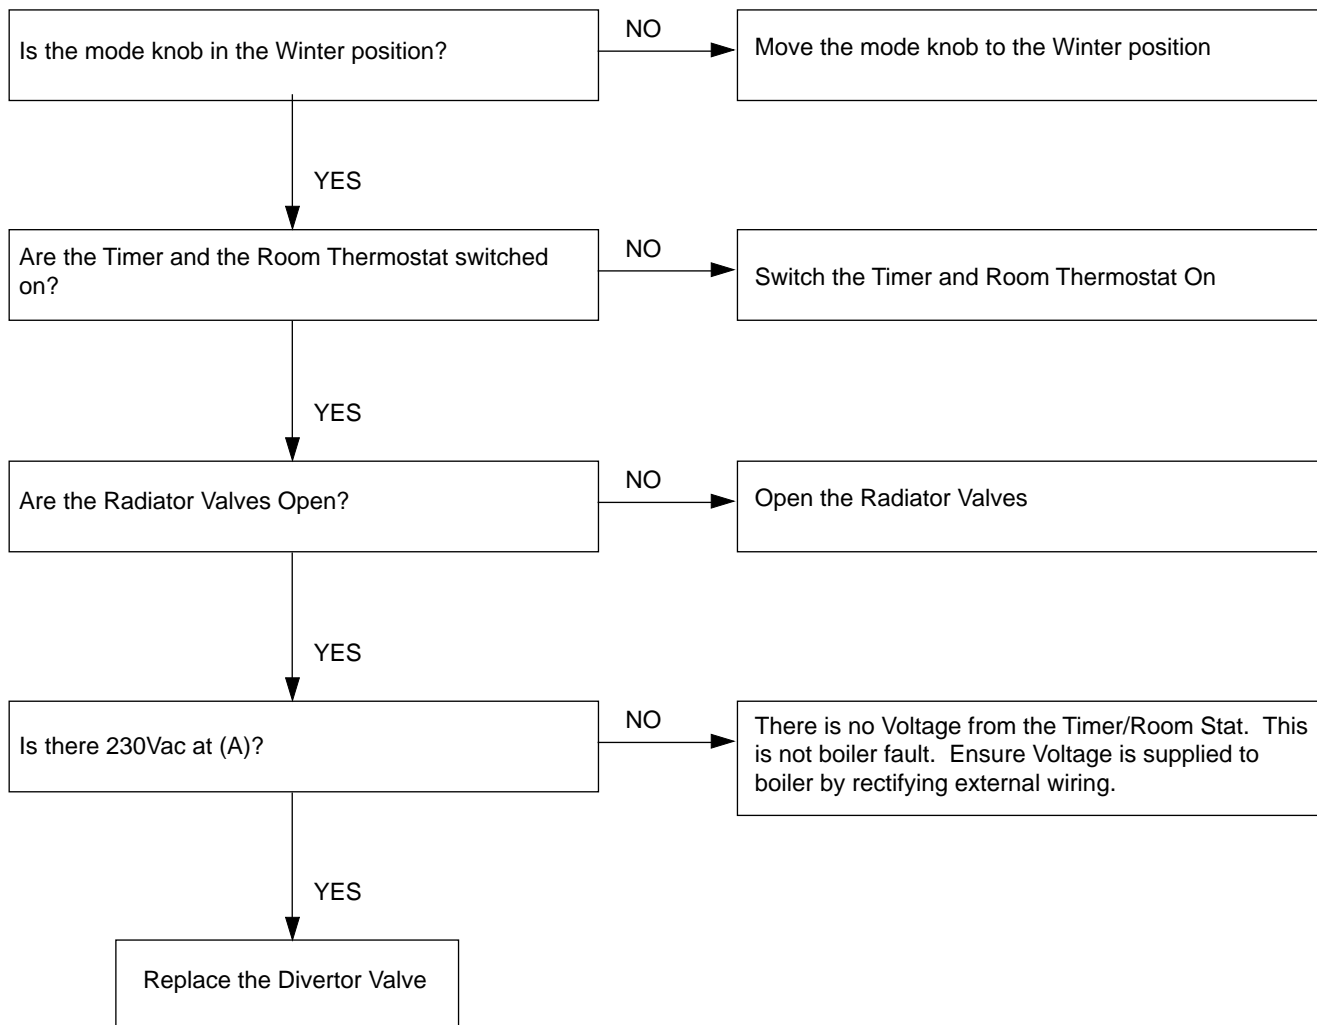 Is the mode knob in the Winter position?
NO
Move the mode knob to the Winter position
YES
Are the Timer and the Room Thermostat switched
on?
NO
Switch the Timer and Room Thermostat On
YES
Are the Radiator Valves Open?
NO
Open the Radiator Valves
YES
Is there 230Vac at (A)?
NO
There is no Voltage from the Timer/Room Stat.  This
is not boiler fault.  Ensure Voltage is supplied to
boiler by rectifying external wiring.
YES
Replace the Divertor Valve